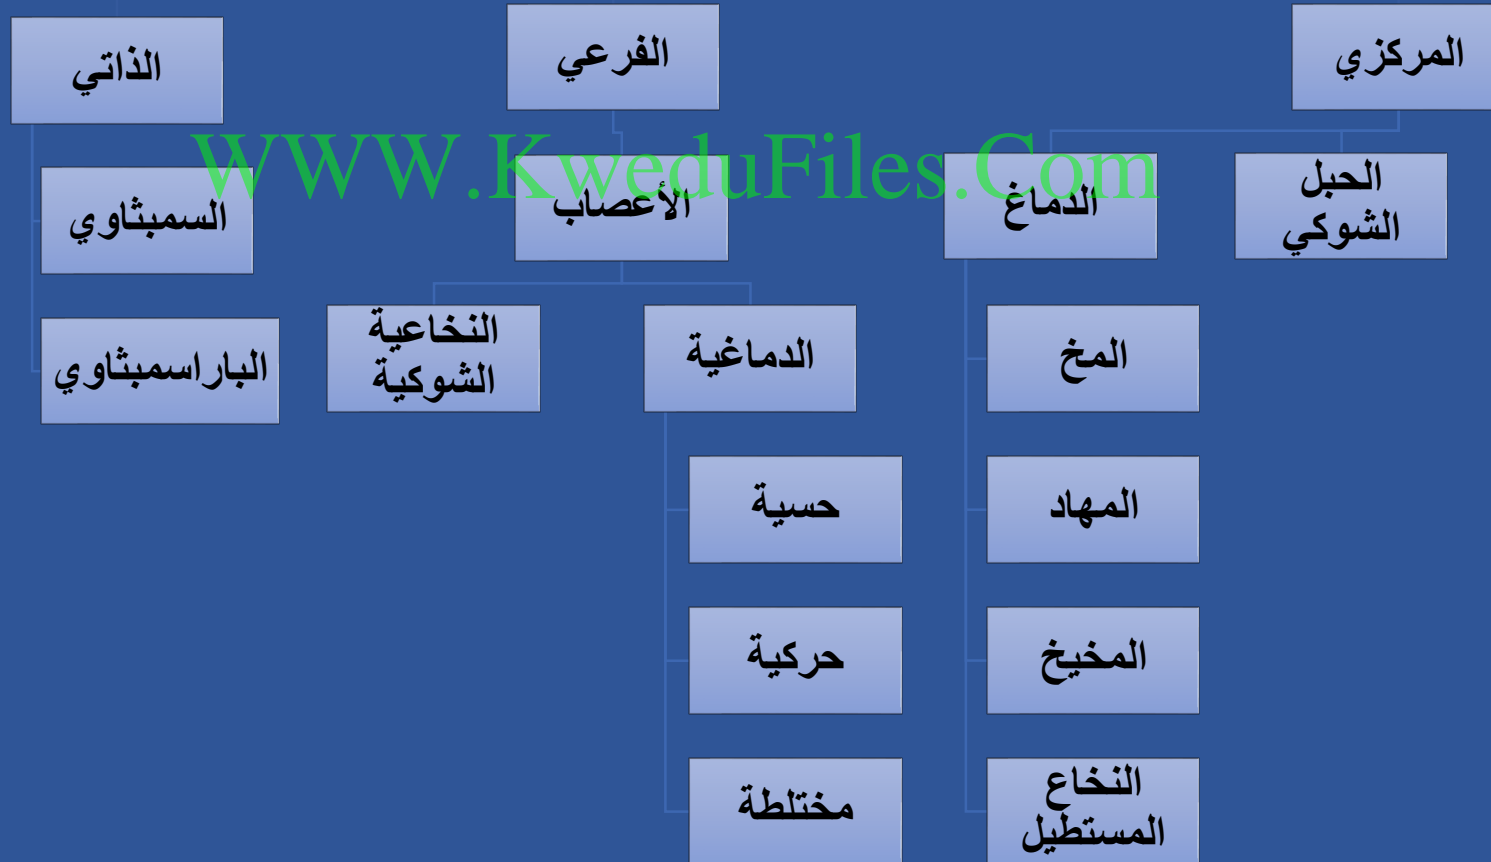 المركزي
الفرعي
الذاتي
WWW.KweduFiles.Com
الحبل
الشوكي
الدماغ
الأعصاب
السمبثاوي
المخ
الدماغية
النخاعية
الشوكية
الباراسمبثاوي
المهاد
حسية
المخيخ
حركية
النخاع
المستطيل
مختلطة